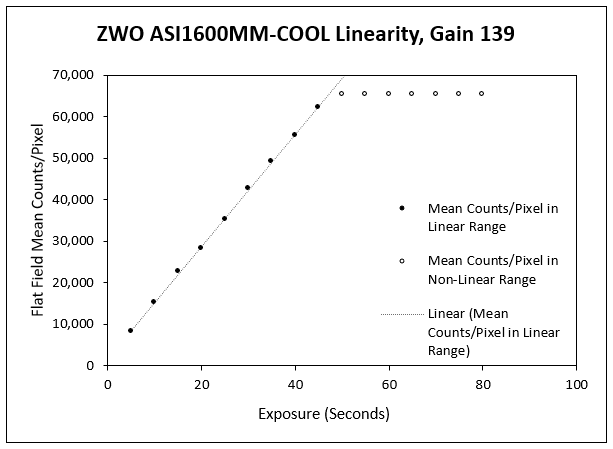 ZWO ASI1600MM-COOL Linearity, Gain 139
70,000
60,000
50,000
40,000
30,000
20,000
10,000
0
Flat Field Mean Counts/Pixel
0 20 40 60 80 100
Exposure (Seconds)
Mean Counts/Pixel in
Linear Range
Mean Counts/Pixel in
Non-Linear Range
Linear (Mean
Counts/Pixel in Linear
Range)